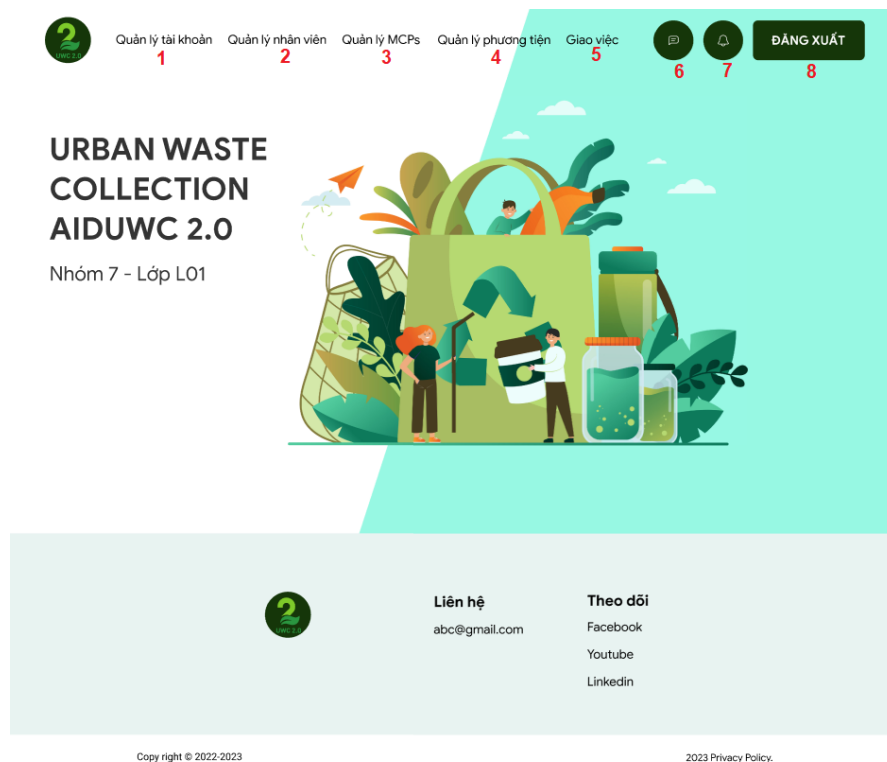 2
UWC 2.0
Quản lý tài khoản Quản lý nhân viên Quản lý MCPs Quản lý phương tiện Giao việc ĐĂNG XUẤT
1 2 3 4 5 6 7 8
URBAN WASTE
COLLECTION
AIDUWC 2.0
Nhóm 7 - Lớp L01
2
UWC 2.0
Liên hệ
abc@gmail.com
Theo dõi
Facebook
Youtube
Linkedin
Copy right © 2022-2023
2023 Privacy Policy.